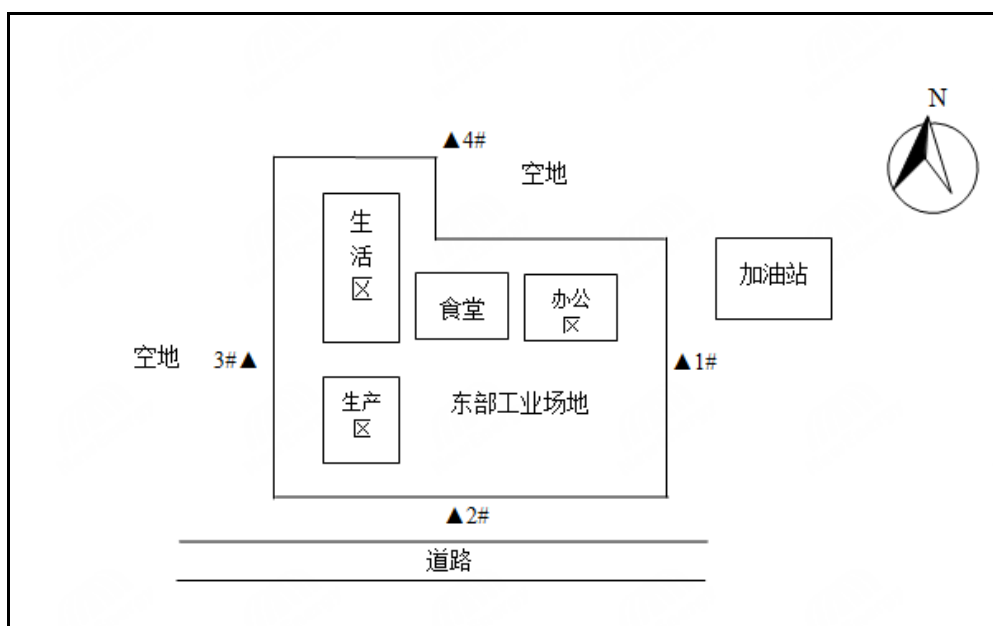 N
▲4#
空地
生
活
区
加油站
食堂
办公
区
空地
3#▲
▲1#
生产
区
东部工业场地
▲2#
道路